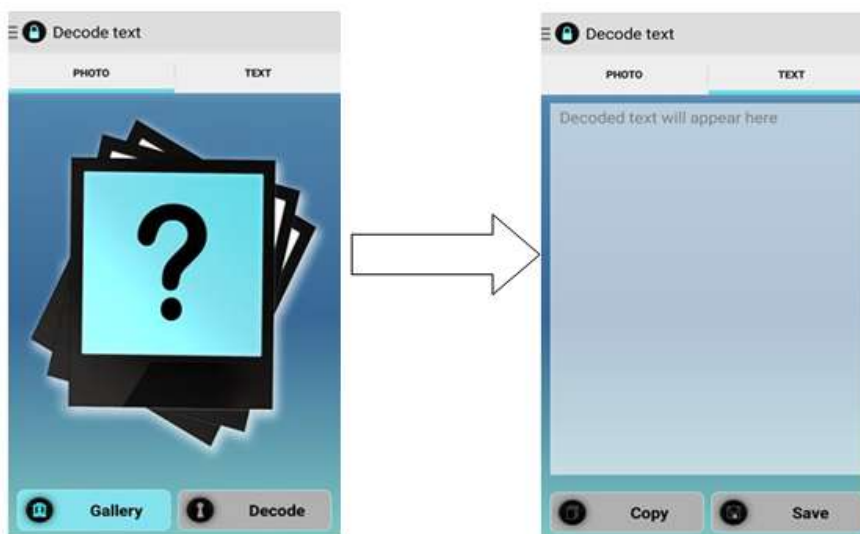 Decode text
PHOTO TEXT
?
Gallery Decode
Decode text
PHOTO TEXT
Decoded text will appear here
Copy Save